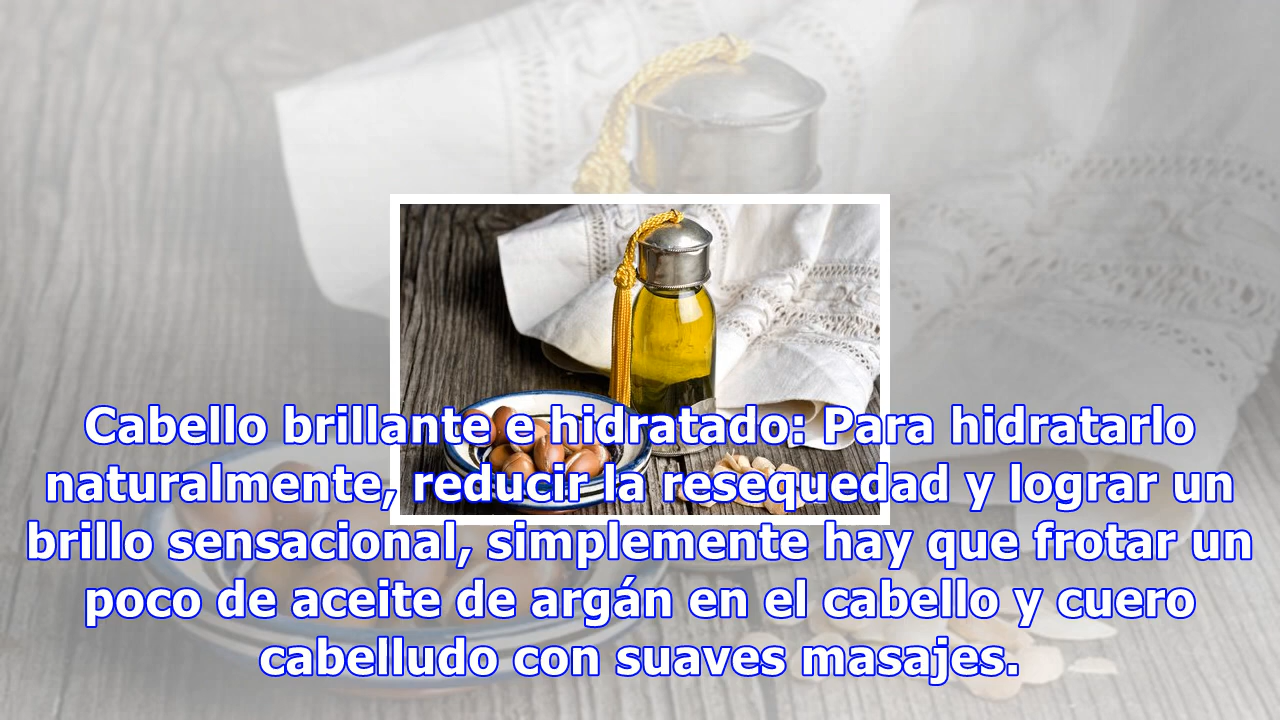 Cabello brillante e hidratado: Para hidratarlo
naturalmente, reducir la resequedad y lograr un
brillo sensacional, simplemente hay que frotar un
poco de aceite de argán en el cabello y cuero
cabelludo con suaves masajes.